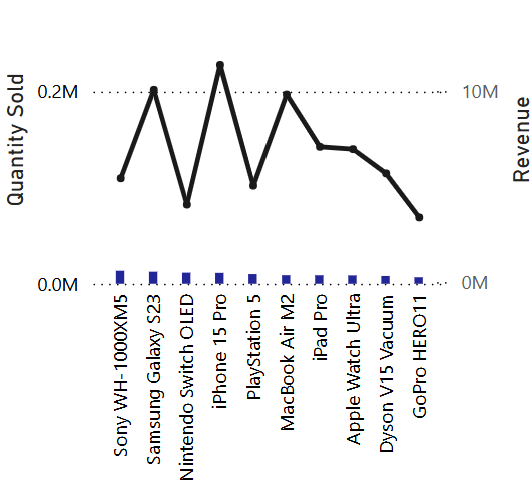 Quantity Sold
0.2M
0.0M
10M
0M
Revenue
Sony WH-1000XM5
Samsung Galaxy S23
Nintendo Switch OLED
iPhone 15 Pro
PlayStation 5
MacBook Air M2
iPad Pro
Apple Watch Ultra
Dyson V15 Vacuum
GoPro HERO11